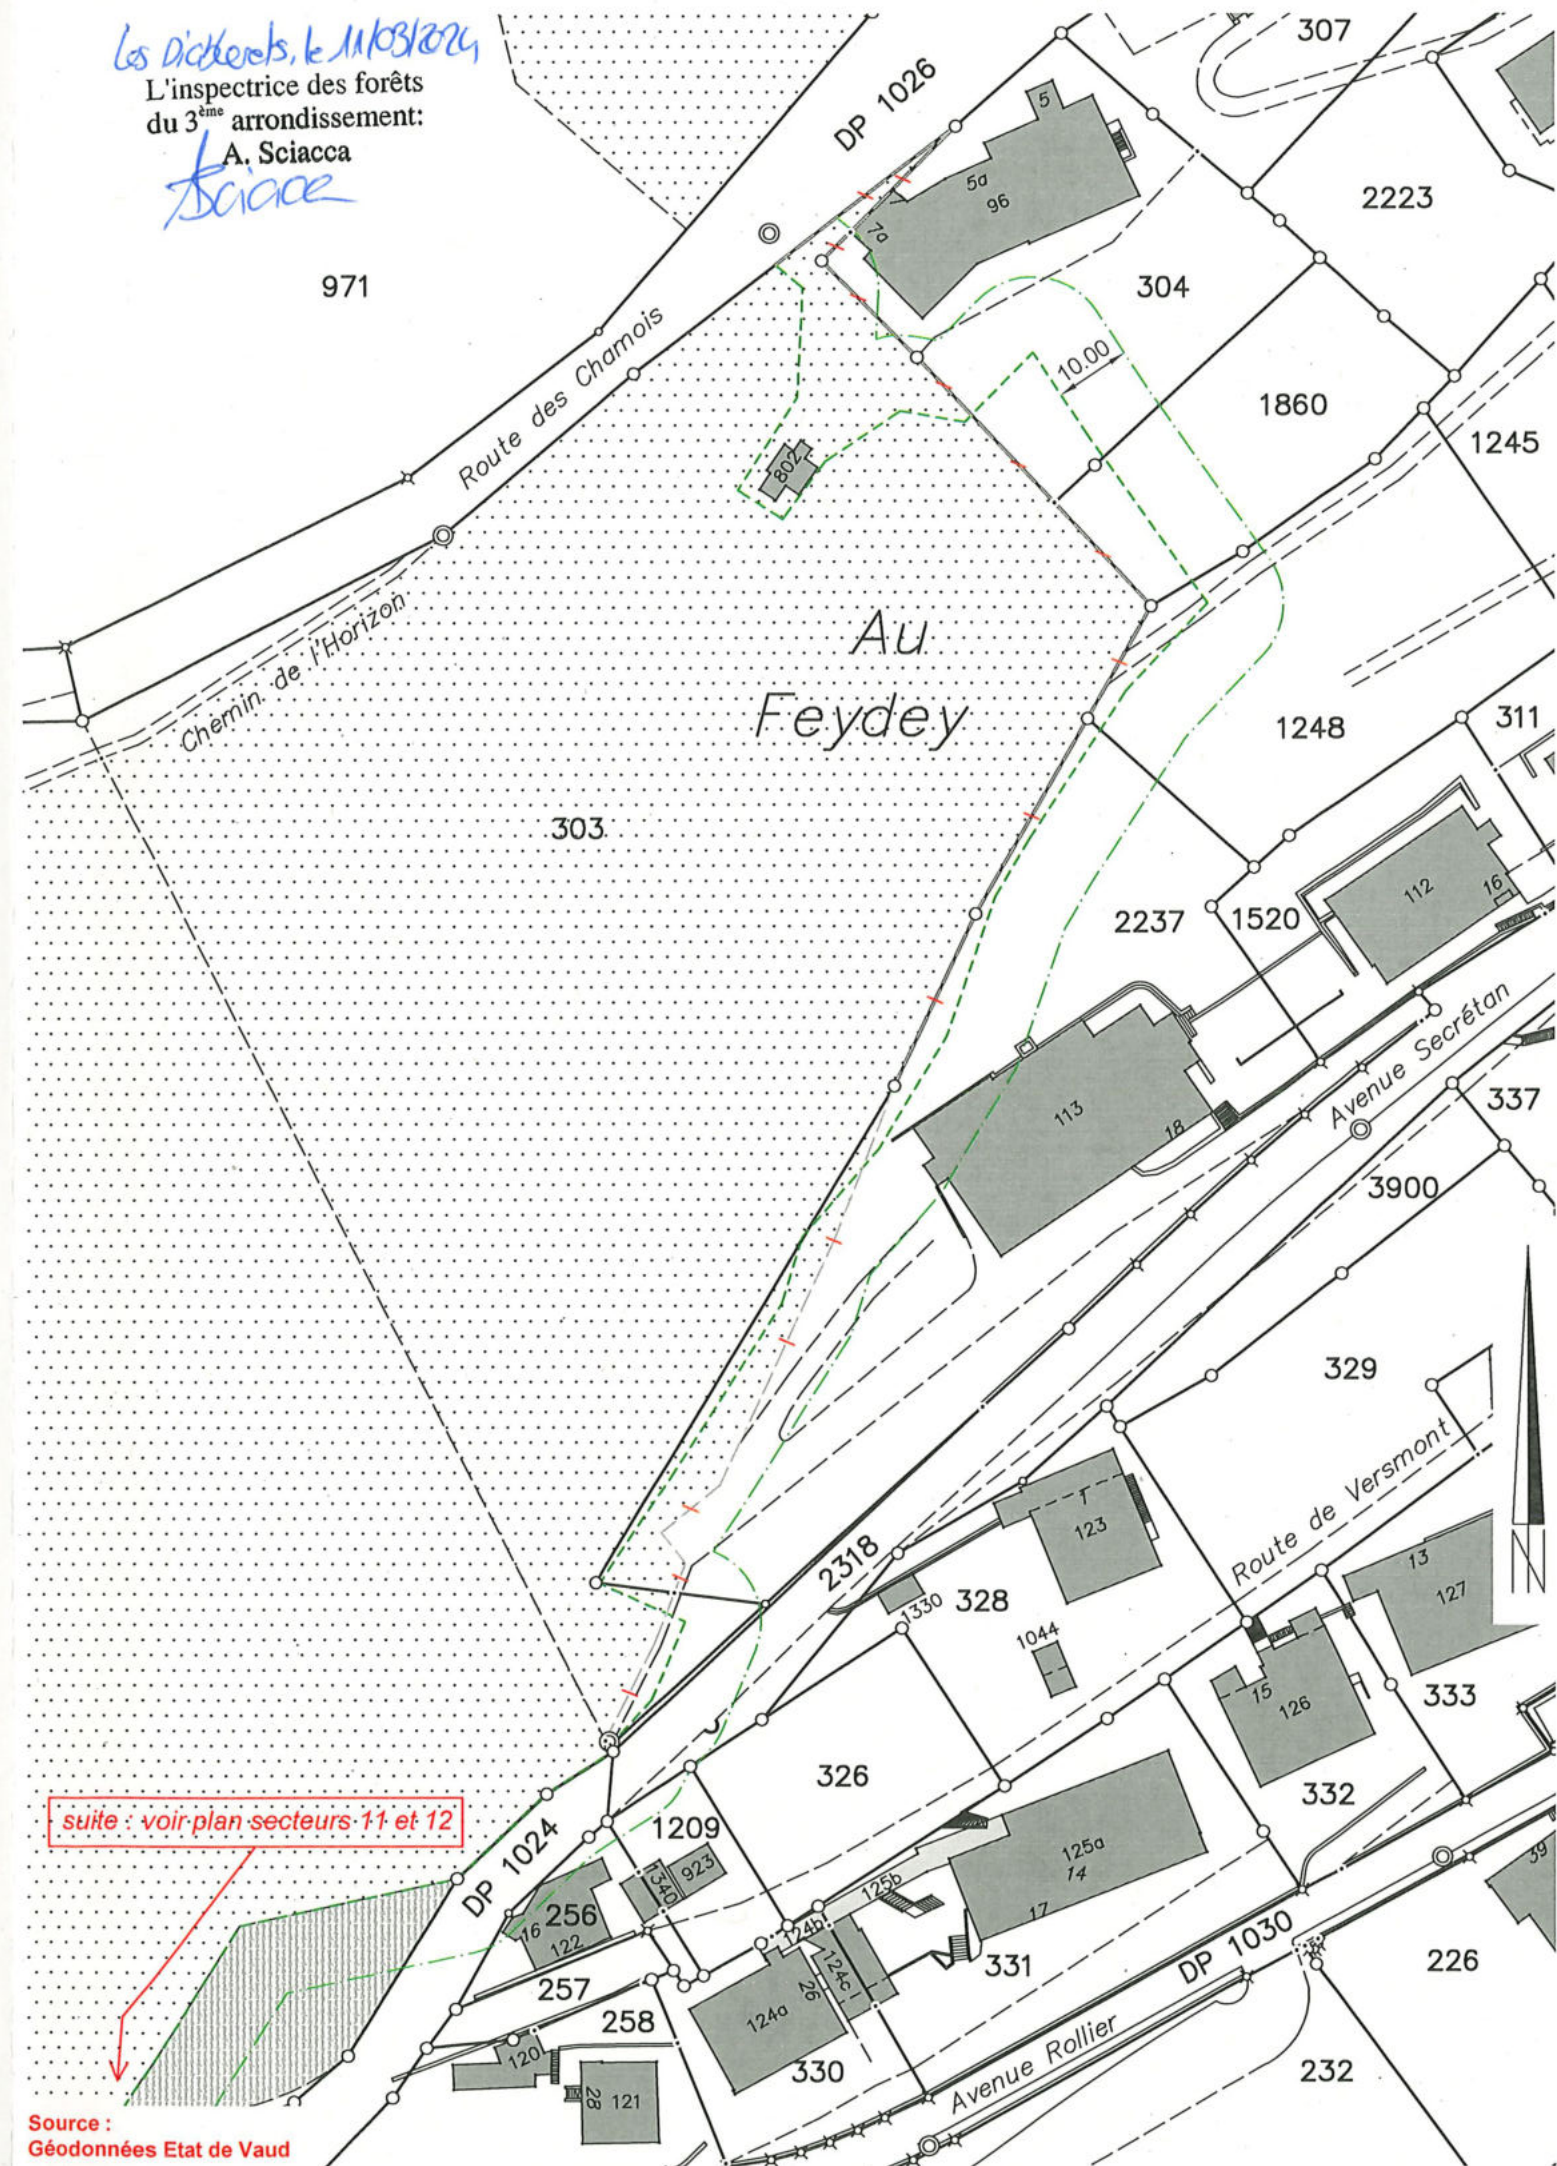 Les Diablerets, le 11/03/2024
L'inspectrice des forêts
du 3ème arrondissement:
A. Sciacca
307
DP 1026
5
5a
96
7a
2223
971
304
Route des Chamois
10.00
1860
1245
802
Chemin de l'Horizon
Au
Feydey
1248
311
303
112
16
2237
1520
Avenue Secrétan
113
18
337
3900
329
Route de Versmont
1
123
2318
13
127
328
1330
1044
15
126
333
326
332
suite : voir plan secteurs 11 et 12
1209
DP 1024
125a
14
39
923
1340
125b
256
16
122
17
124b
DP 1030
331
226
257
124c
26
258
124a
Avenue Rollier
120
330
232
28
121
N
Source :
Géodonnées Etat de Vaud